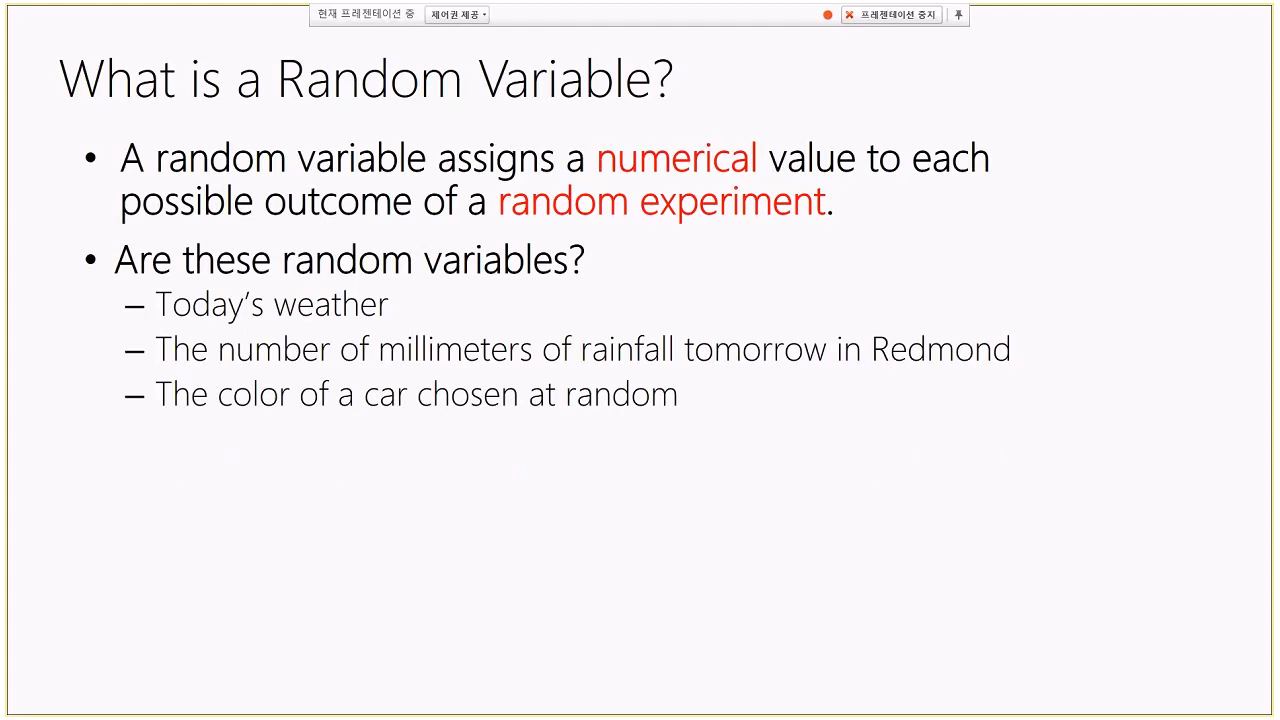 현재 프레젠테이션 중 제어권 제공 프레젠테이션 중지
What is a Random Variable?
• A random variable assigns a numerical value to each
possible outcome of a random experiment.
• Are these random variables?
– Today's weather
– The number of millimeters of rainfall tomorrow in Redmond
– The color of a car chosen at random